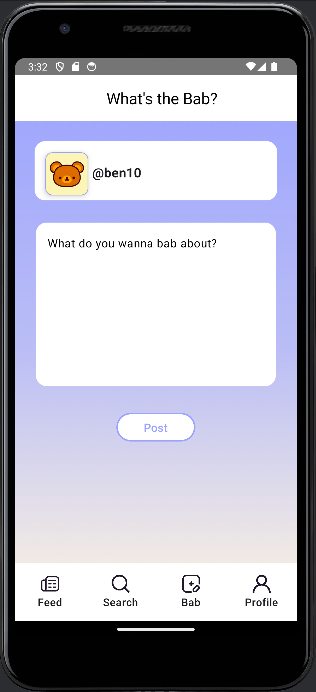 3:32
What's the Bab?
@ben10
What do you wanna bab about?
Post
Feed
Search
Bab
Profile